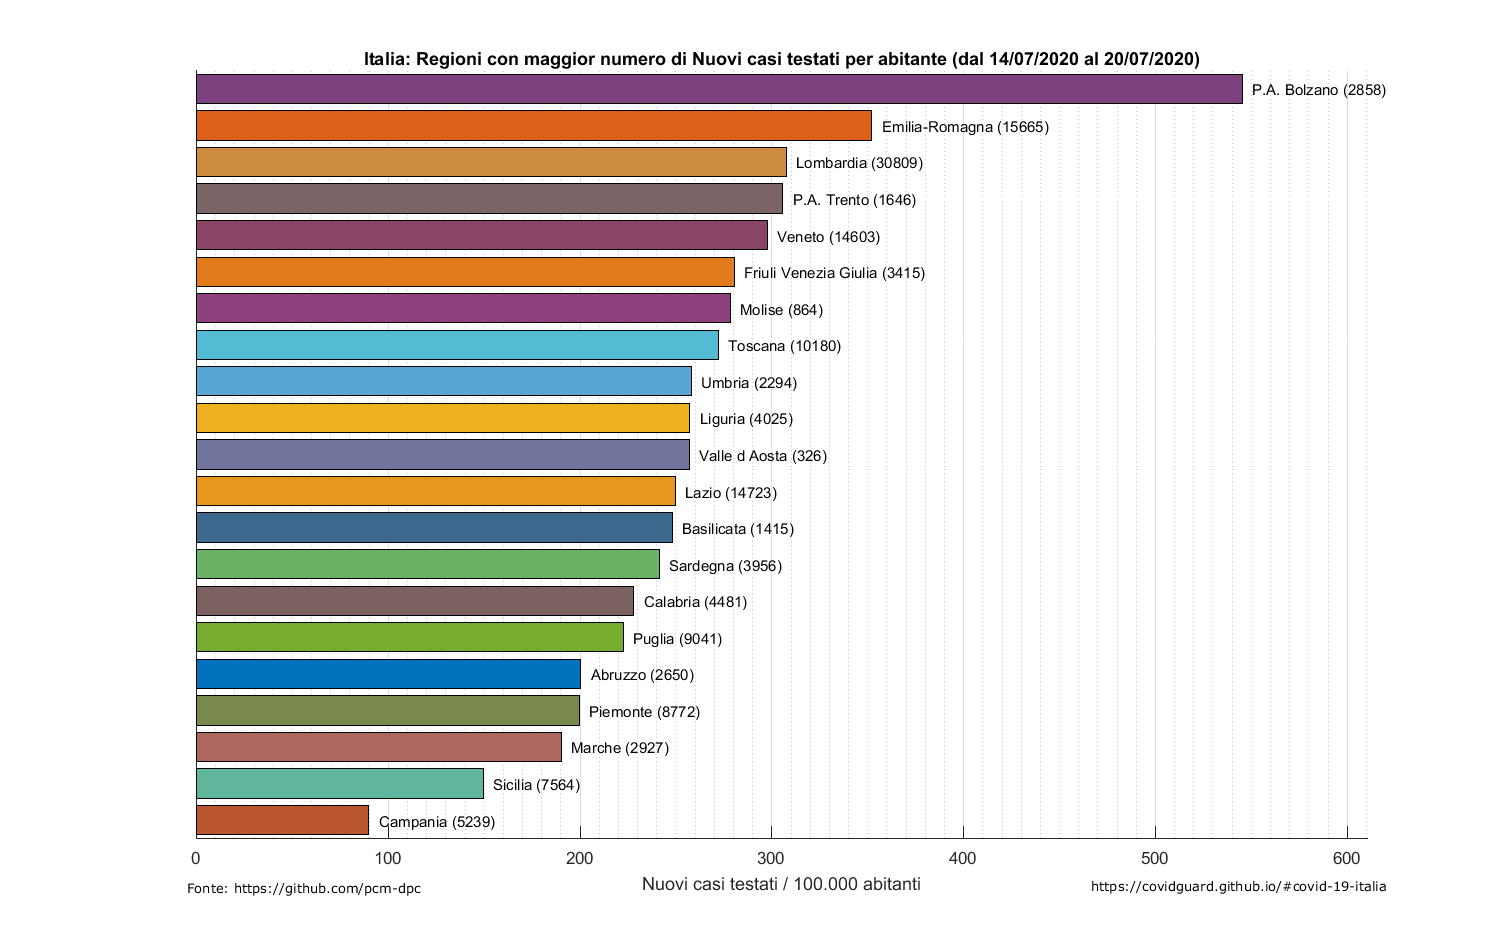 Italia: Regioni con maggior numero di Nuovi casi testati per abitante (dal 14/07/2020 al 20/07/2020)
P.A. Bolzano (2858)
Emilia-Romagna (15665)
Lombardia (30809)
P.A. Trento (1646)
Veneto (14603)
Friuli Venezia Giulia (3415)
Molise (864)
Toscana (10180)
Umbria (2294)
Liguria (4025)
Valle d Aosta (326)
Lazio (14723)
Basilicata (1415)
Sardegna (3956)
Calabria (4481)
Puglia (9041)
Abruzzo (2650)
Piemonte (8772)
Marche (2927)
Sicilia (7564)
Campania (5239)
0 100 200 300 400 500 600
Nuovi casi testati / 100.000 abitanti
Fonte: https://github.com/pcm-dpc
https://covidguard.github.io/#covid-19-italia